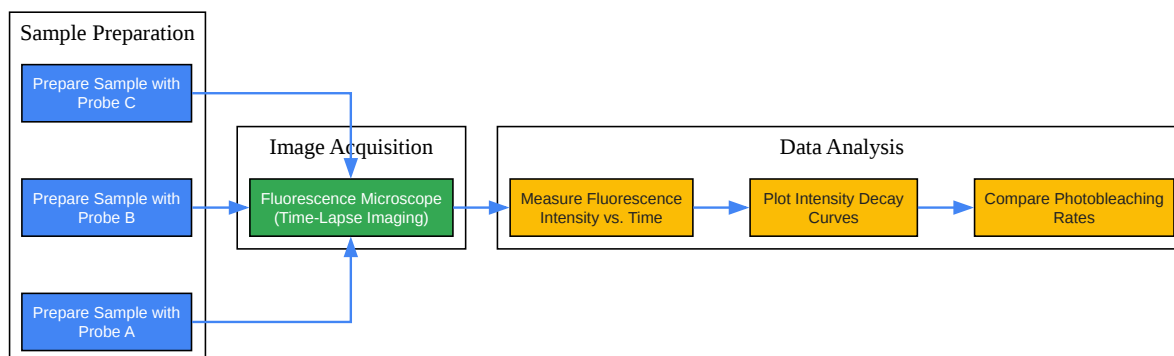 Sample Preparation
Prepare Sample with
Probe C
Prepare Sample with
Probe B
Prepare Sample with
Probe A
Image Acquisition
Fluorescence Microscope
(Time-Lapse Imaging)
Data Analysis
Measure Fluorescence
Intensity vs. Time
Plot Intensity Decay
Curves
Compare Photobleaching
Rates